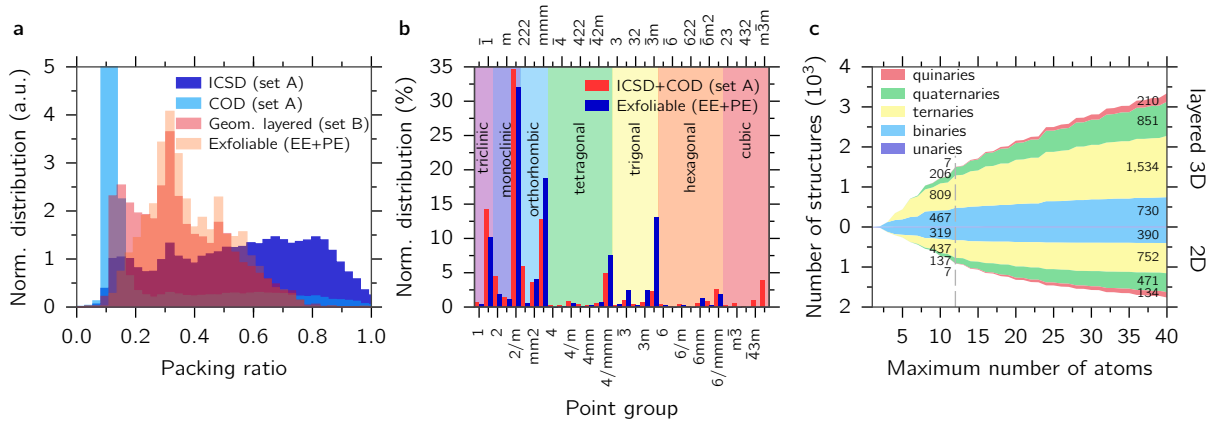 a
Norm. distribution (a.u.)
5
4
3
2
1
0
0.0
0.2
0.4
0.6
0.8
1.0
Packing ratio
ICSD (set A)
COD (set A)
Geom. layered (set B)
Exfoliable (EE+PE)
b
1̅
m
222
mmm
4̅
422
4̅2m
3
32
3̅m
6̅
622
6̅m2
23
432
m3̅m
Norm. distribution (%)
35
30
25
20
15
10
5
0
ICSD+COD (set A)
Exfoliable (EE+PE)
triclinic
monoclinic
orthorhombic
tetragonal
trigonal
hexagonal
cubic
1
2
2/m
mm2
4
4/m
4mm
4/mmm
3̅
3m
6
6/m
6mm
6/mmm
m3̅
4̅3m
Point group
c
Number of structures (10³)
4
3
2
1
0
1
2
quinaries
quaternaries
ternaries
binaries
unaries
7
206
809
467
319
437
137
7
210
851
1,534
730
390
752
471
134
layered 3D
2D
5
10
15
20
25
30
35
40
Maximum number of atoms